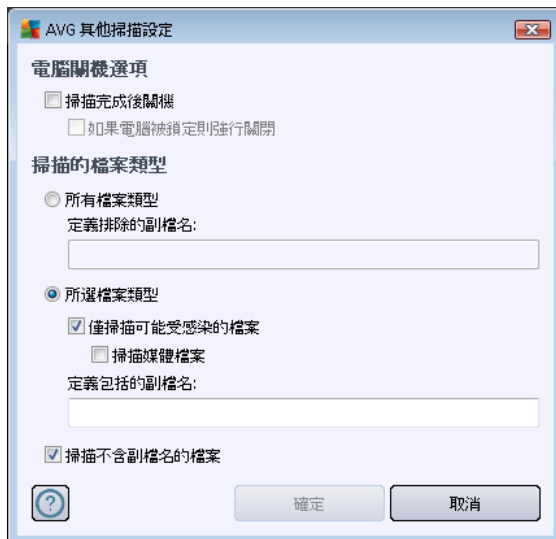 AVG 其他掃描設定
電腦關機選項
掃描完成後關機
如果電腦被鎖定則強行關閉
掃描的檔案類型
所有檔案類型
定義排除的副檔名:
所選檔案類型
僅掃描可能受感染的檔案
掃描媒體檔案
定義包括的副檔名:
掃描不含副檔名的檔案
? 確定 取消